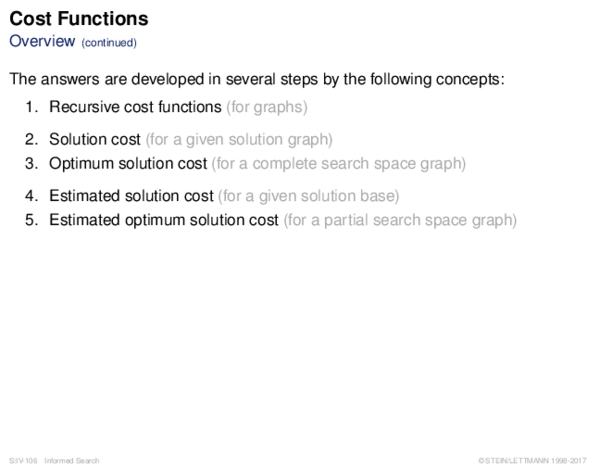 Cost Functions
Overview (continued)
The answers are developed in several steps by the following concepts:
1. Recursive cost functions (for graphs)
2. Solution cost (for a given solution graph)
3. Optimum solution cost (for a complete search space graph)
4. Estimated solution cost (for a given solution base)
5. Estimated optimum solution cost (for a partial search space graph)
S:IV-106 Informed Search ©STEIN/LETTMANN 1998-2017